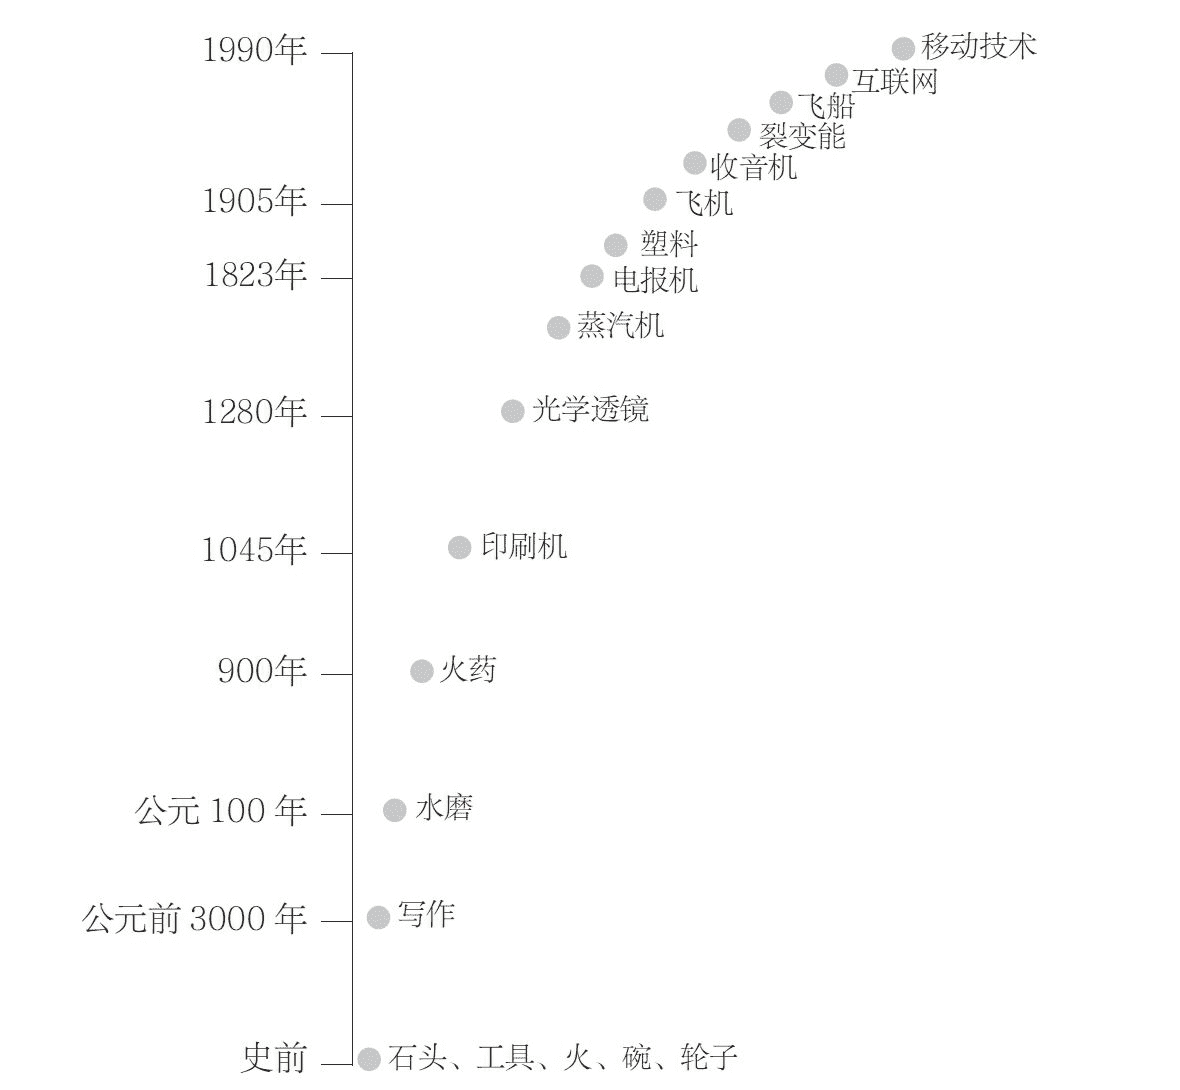 1990年
移动技术
互联网
飞船
裂变能
收音机
1905年
飞机
塑料
1823年
电报机
蒸汽机
1280年
光学透镜
1045年
印刷机
900年
火药
公元 100 年
水磨
公元前 3000 年
写作
史前
石头、工具、火、碗、轮子